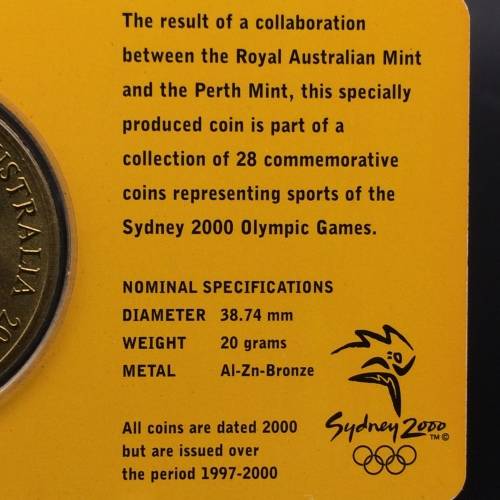 The result of a collaboration
between the Royal Australian Mint
and the Perth Mint, this specially
produced coin is part of a
collection of 28 commemorative
coins representing sports of the
Sydney 2000 Olympic Games.
NOMINAL SPECIFICATIONS
DIAMETER 38.74 mm
WEIGHT 20 grams
METAL Al-Zn-Bronze
All coins are dated 2000
but are issued over
the period 1997-2000
Sydney 2000
TM ©